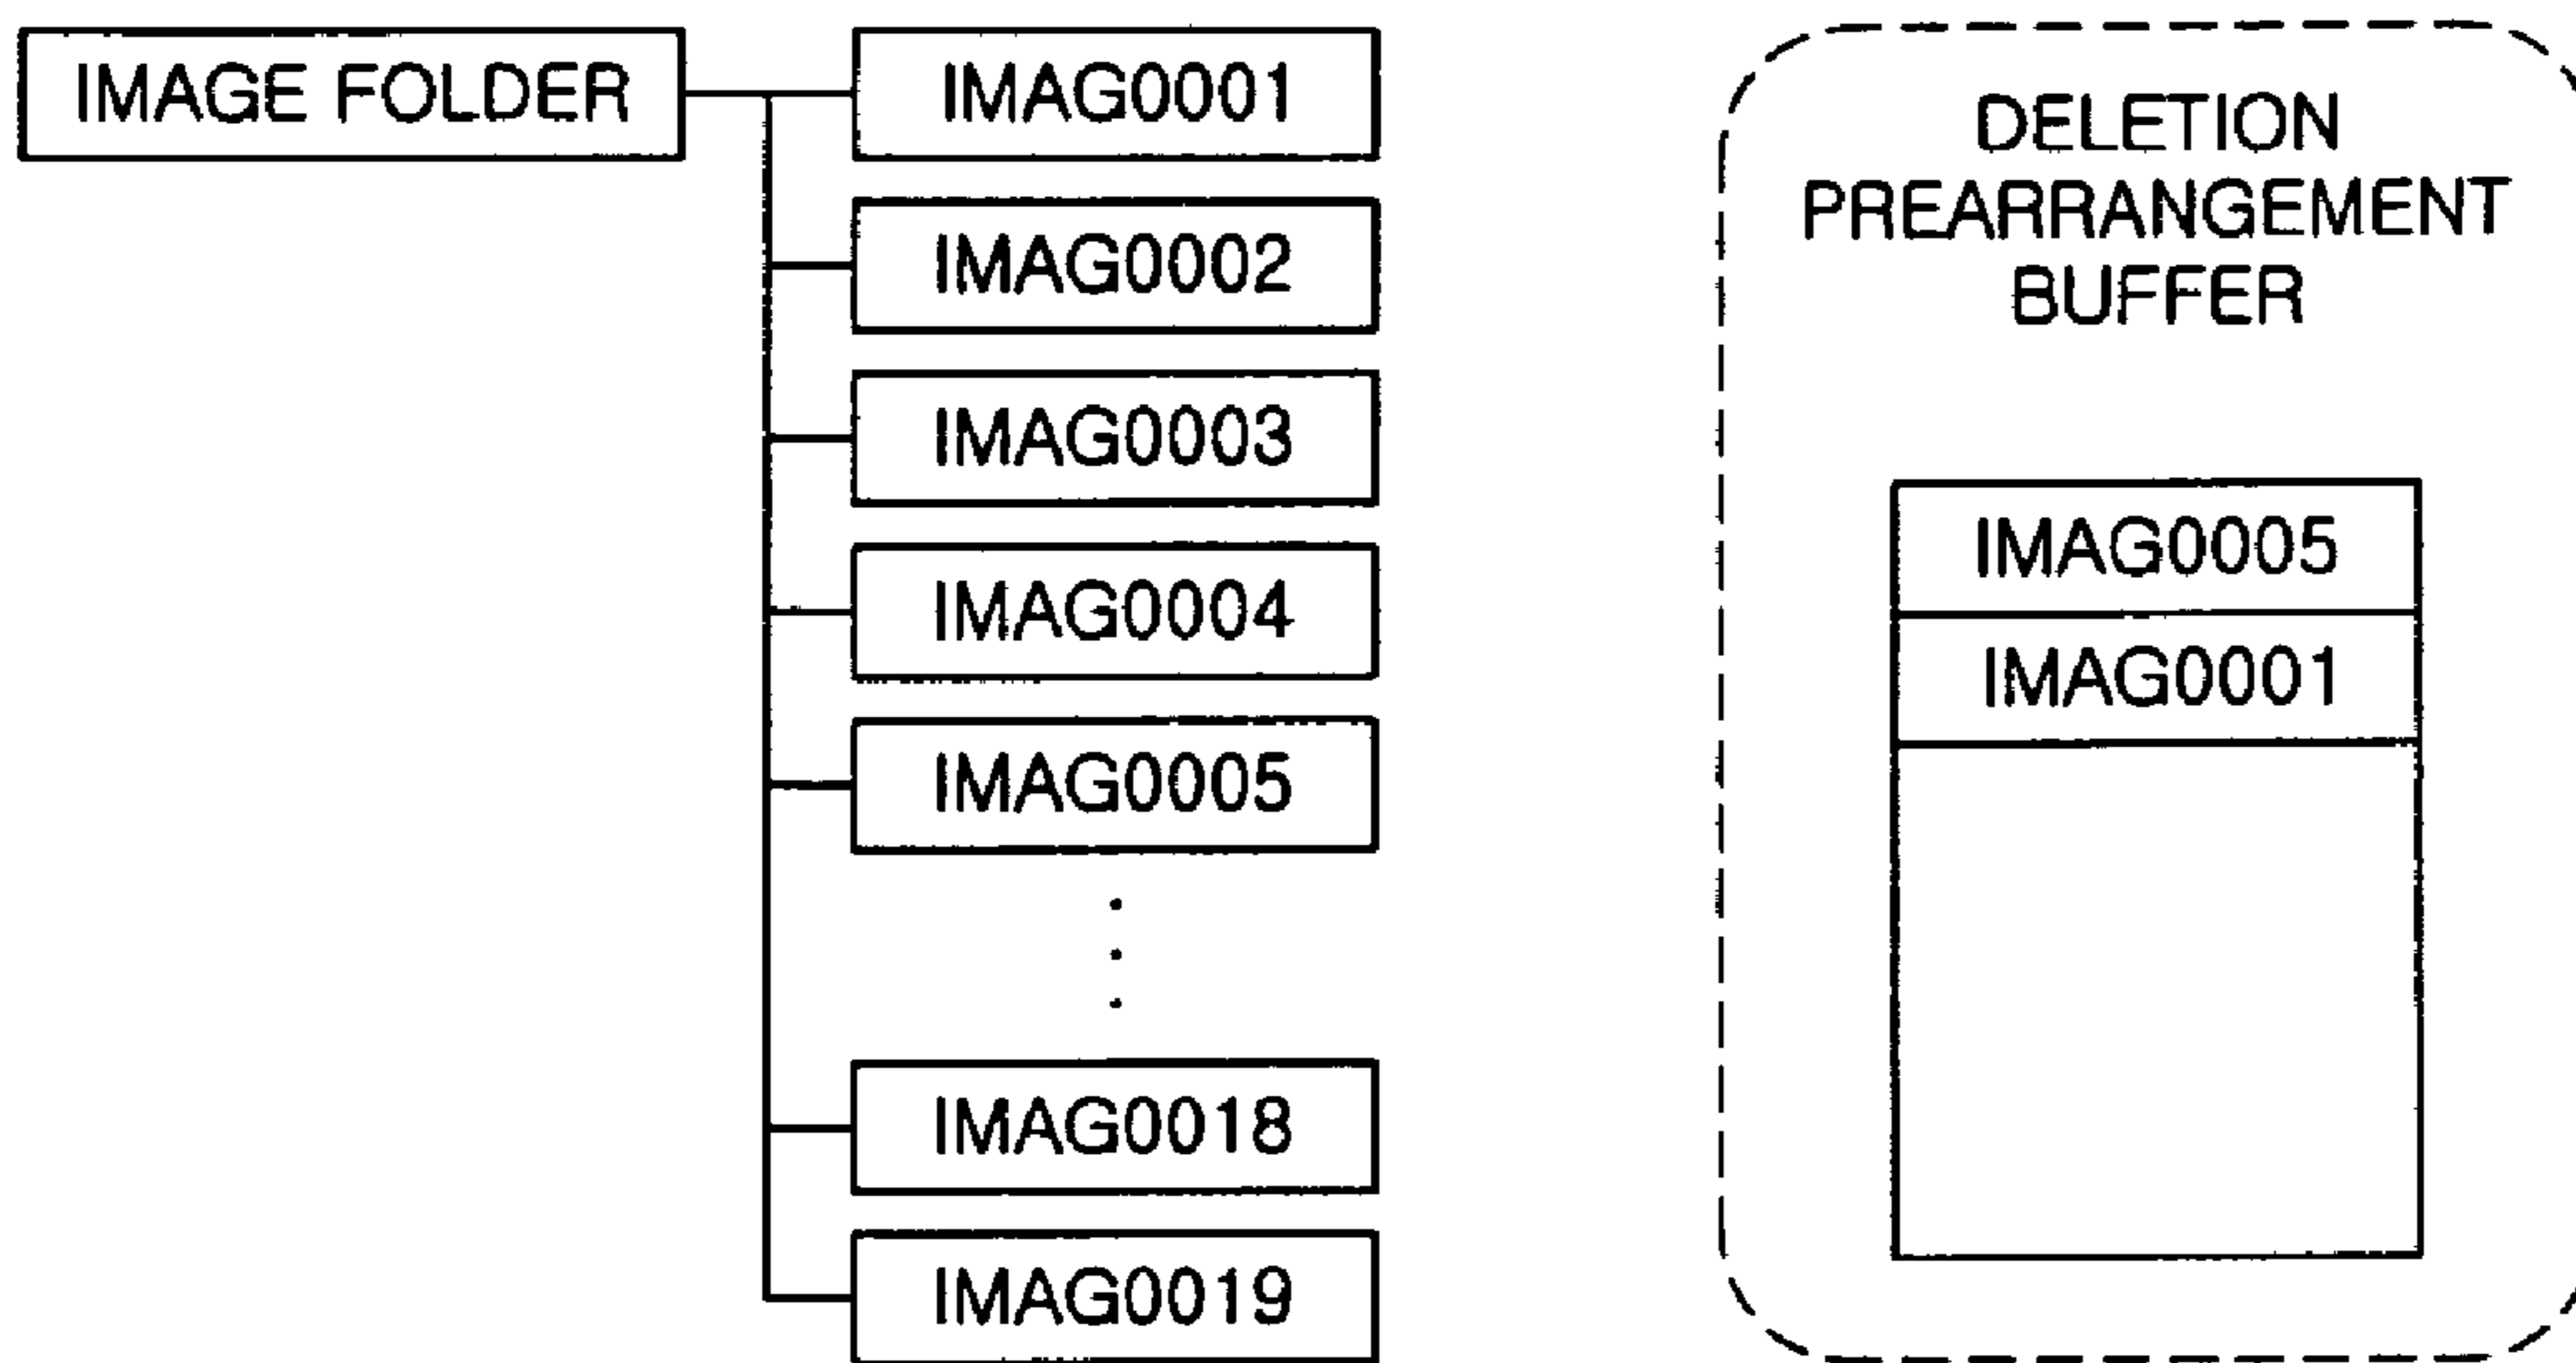 IMAGE FOLDER
IMAG0001
IMAG0002
IMAG0003
IMAG0004
IMAG0005
IMAG0018
IMAG0019
DELETION
PREARRANGEMENT
BUFFER
IMAG0005
IMAG0001